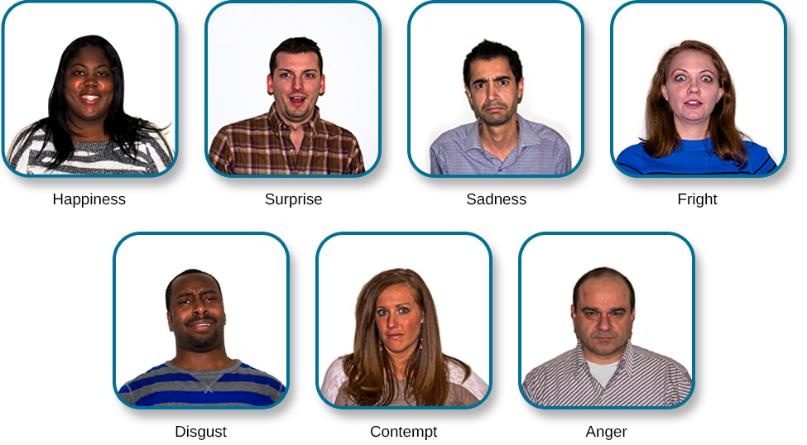 Happiness
Surprise
Sadness
Fright
Disgust
Contempt
Anger